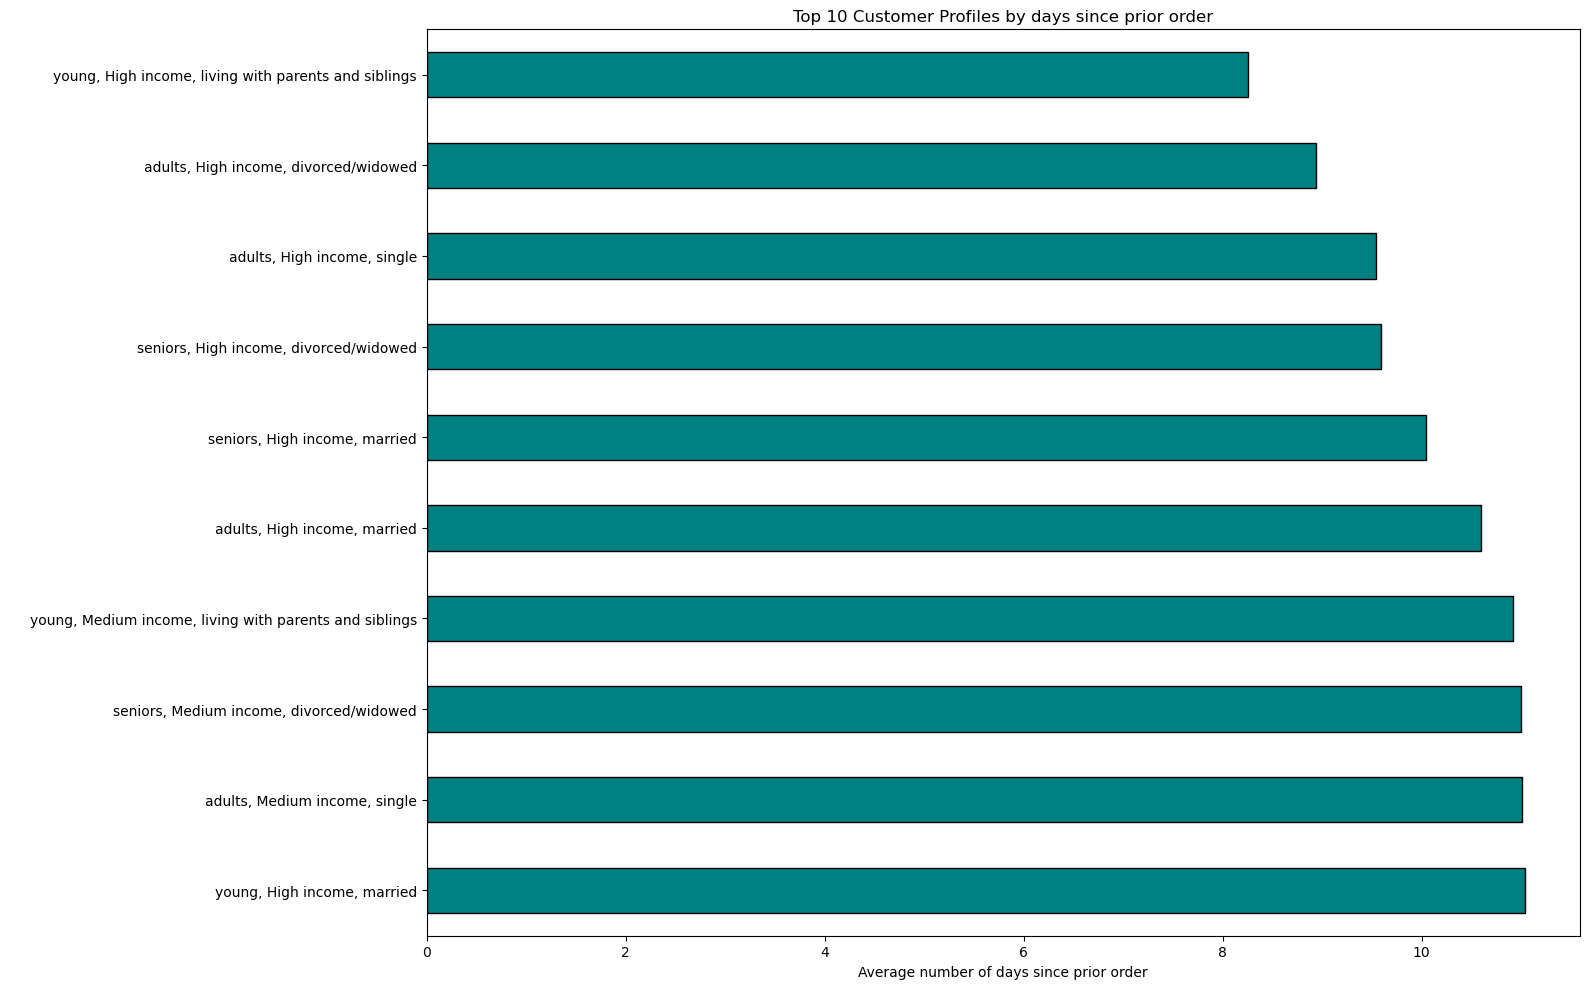 Top 10 Customer Profiles by days since prior order
young, High income, living with parents and siblings
adults, High income, divorced/widowed
adults, High income, single
seniors, High income, divorced/widowed
seniors, High income, married
adults, High income, married
young, Medium income, living with parents and siblings
seniors, Medium income, divorced/widowed
adults, Medium income, single
young, High income, married
0 2 4 6 8 10
Average number of days since prior order